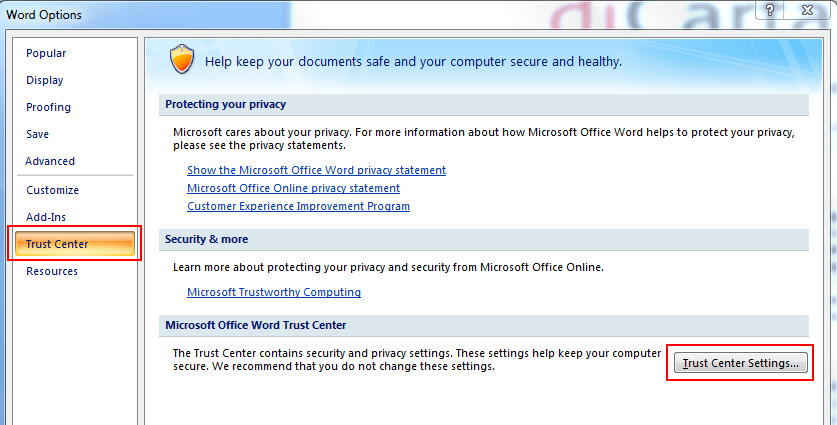 diCarta
Word Options
?
Popular
Display
Proofing
Save
Advanced
Customize
Add-Ins
Trust Center
Resources
Help keep your documents safe and your computer secure and healthy.
Protecting your privacy
Microsoft cares about your privacy. For more information about how Microsoft Office Word helps to protect your privacy,
please see the privacy statements.
Show the Microsoft Office Word privacy statement
Microsoft Office Online privacy statement
Customer Experience Improvement Program
Security & more
Learn more about protecting your privacy and security from Microsoft Office Online.
Microsoft Trustworthy Computing
Microsoft Office Word Trust Center
The Trust Center contains security and privacy settings. These settings help keep your computer
secure. We recommend that you do not change these settings.
Trust Center Settings...